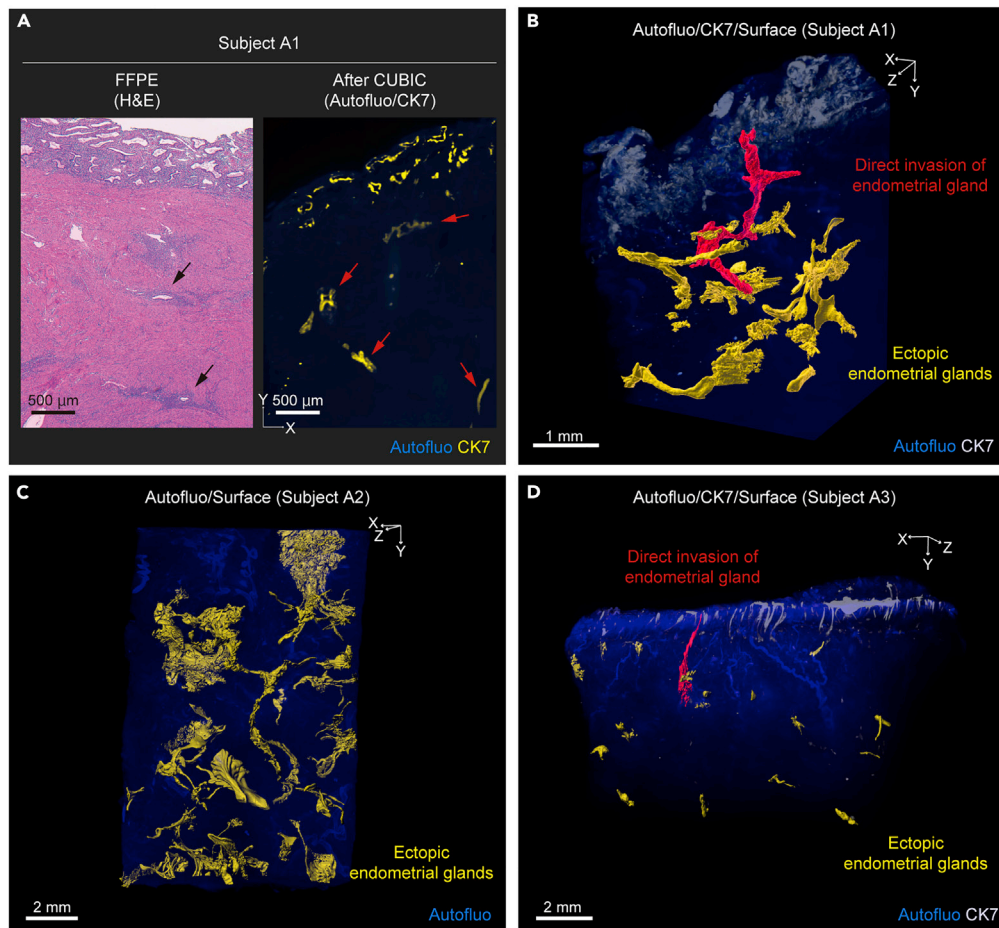 A
Subject A1
FFPE
(H&E)
After CUBIC
(Autofluo/CK7)
500 µm
Y
X
500 µm
Autofluo CK7
B
Autofluo/CK7/Surface (Subject A1)
X
Z
Y
Direct invasion of
endometrial gland
Ectopic
endometrial glands
1 mm
Autofluo CK7
C
Autofluo/Surface (Subject A2)
X
Z
Y
Ectopic
endometrial glands
2 mm
Autofluo
D
Autofluo/CK7/Surface (Subject A3)
X
Z
Y
Direct invasion of
endometrial gland
Ectopic
endometrial glands
2 mm
Autofluo CK7